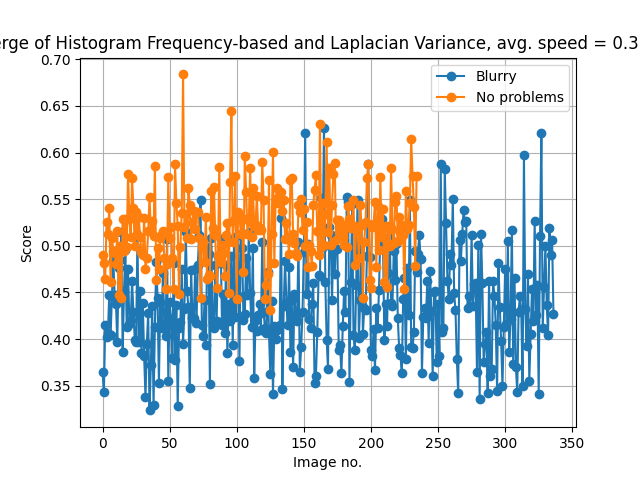 of Histogram Frequency-based and Laplacian Variance, avg. speed = 0.3
Blurry
No problems
Score
0.70
0.65
0.60
0.55
0.50
0.45
0.40
0.35
0 50 100 150 200 250 300 350
Image no.